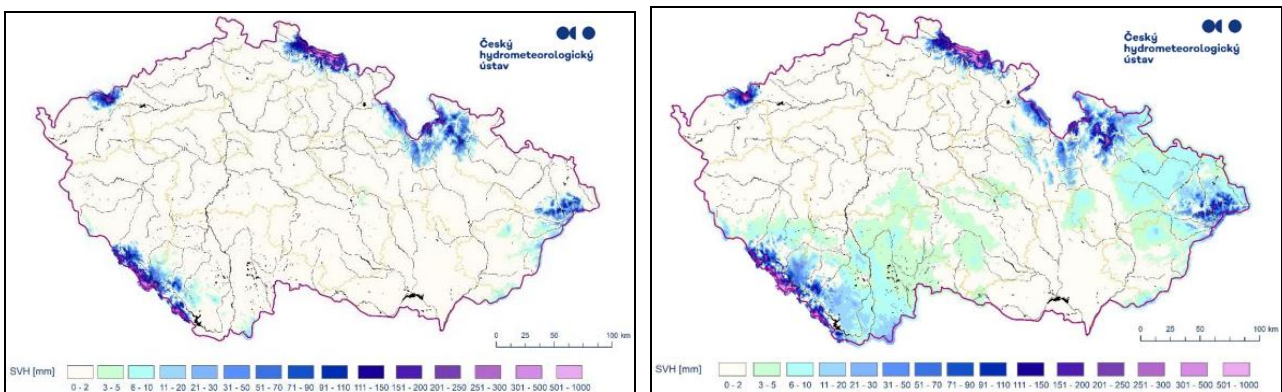 Český
hydrometeorologický
ústav
0 25 50 100 km
SVH [mm]
0 - 2 3 - 5 6 - 10 11 - 20 21 - 30 31 - 50 51 - 70 71 - 90 91 - 110 111 - 150 151 - 200 201 - 250 251 - 300 301 - 500 501 - 1000
Český
hydrometeorologický
ústav
0 25 50 100 km
SVH [mm]
0 - 2 3 - 5 6 - 10 11 - 20 21 - 30 31 - 50 51 - 70 71 - 90 91 - 110 111 - 150 151 - 200 201 - 250 251 - 300 301 - 500 501 - 1000